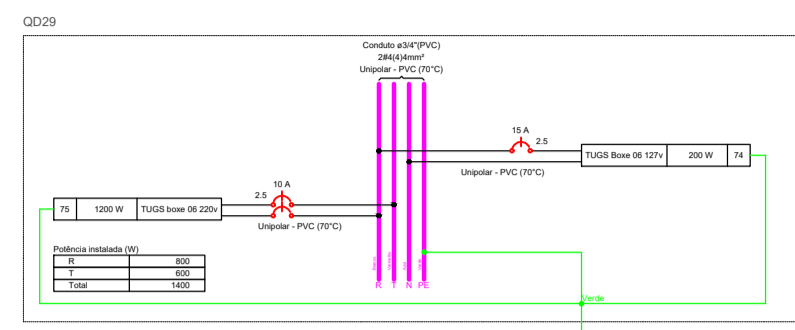 QD29
Conduto ø3/4"(PVC)
2#4(4)4mm²
Unipolar - PVC (70°C)
15 A
2.5
TUGS Boxe 06 127v 200 W 74
Unipolar - PVC (70°C)
10 A
2.5
75 1200 W TUGS boxe 06 220v
Unipolar - PVC (70°C)
Potência instalada (W)
R 800
T 600
Total 1400
R T N PE
Verde